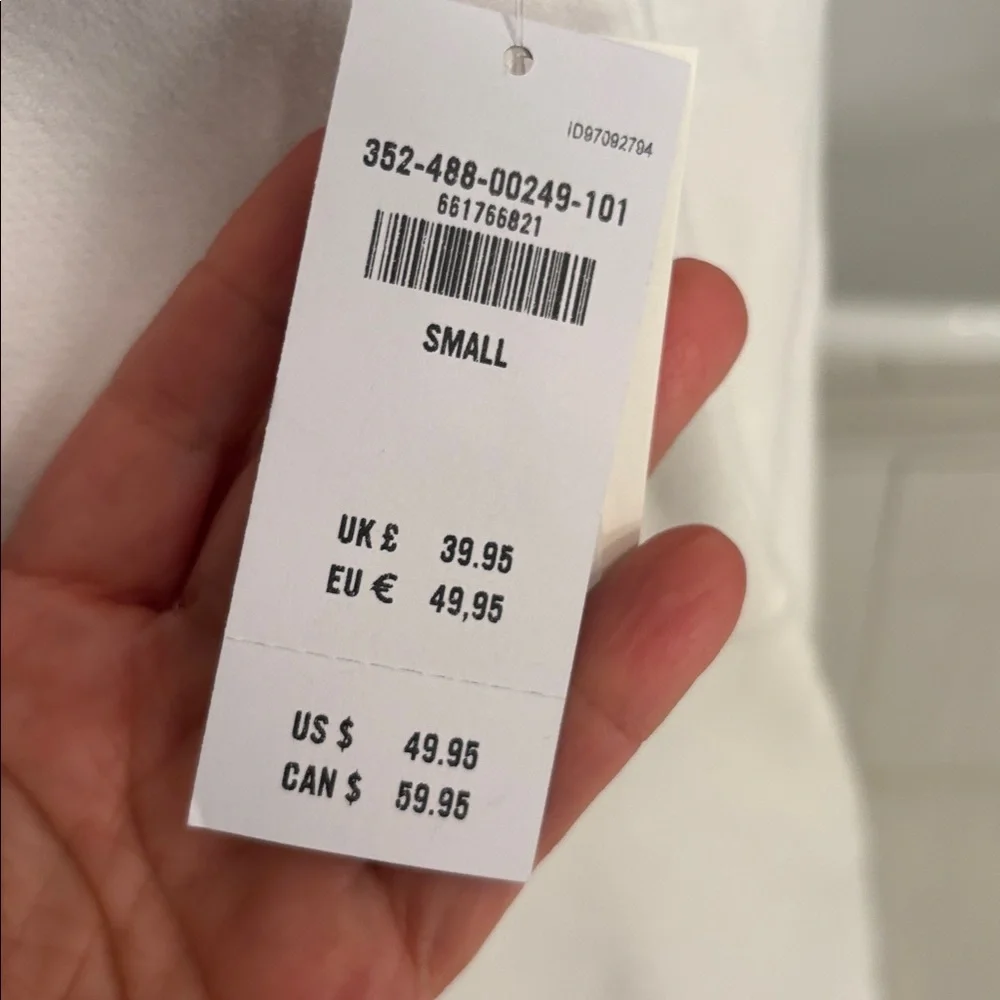 ID97092794
352-488-00249-101
661766821
SMALL
UK £ 39.95
EU € 49,95
US $ 49.95
CAN $ 59.95